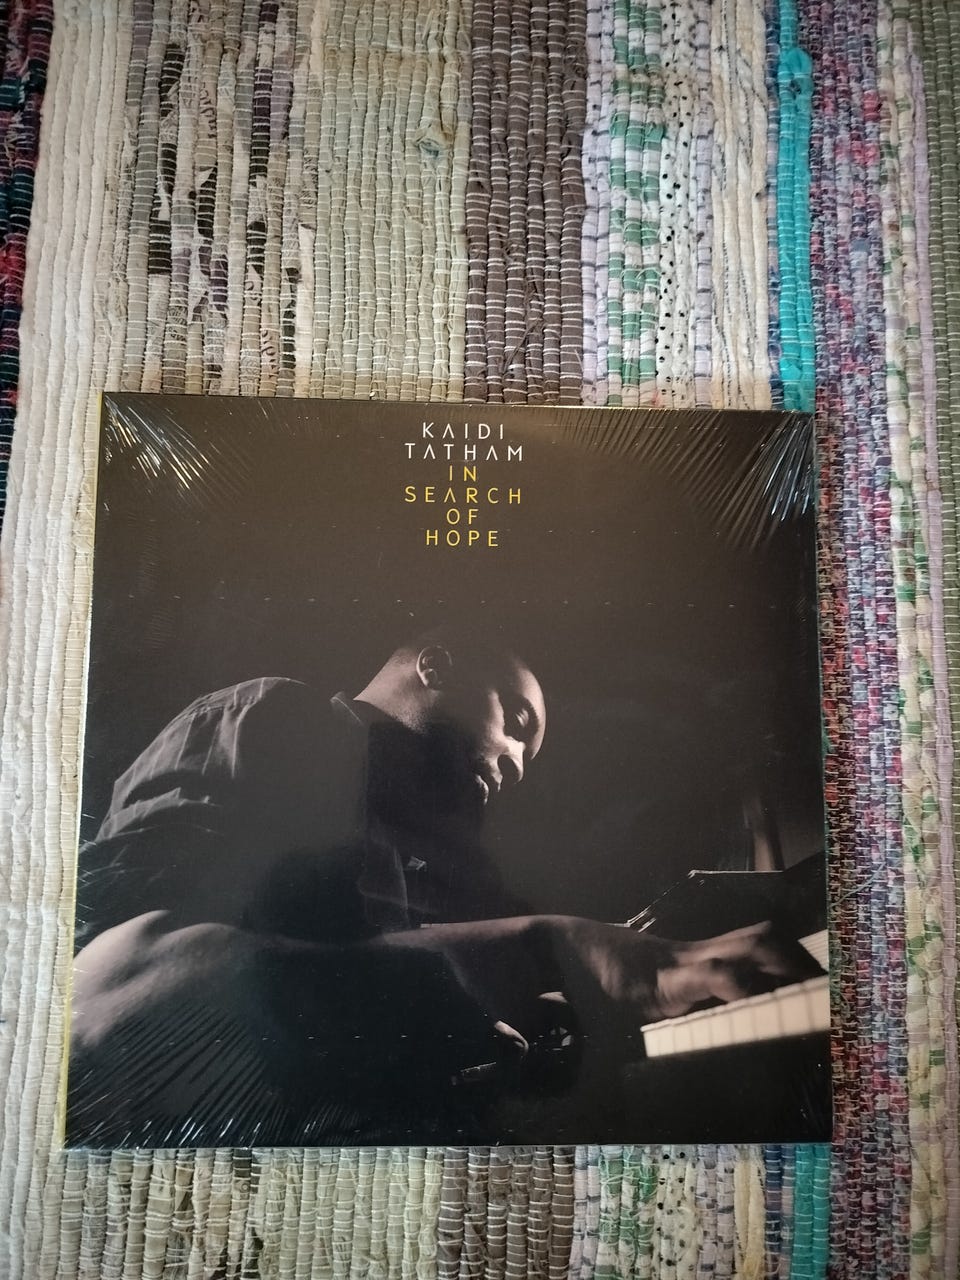 KAIDI
TATHAM
IN
SEARCH
OF
HOPE